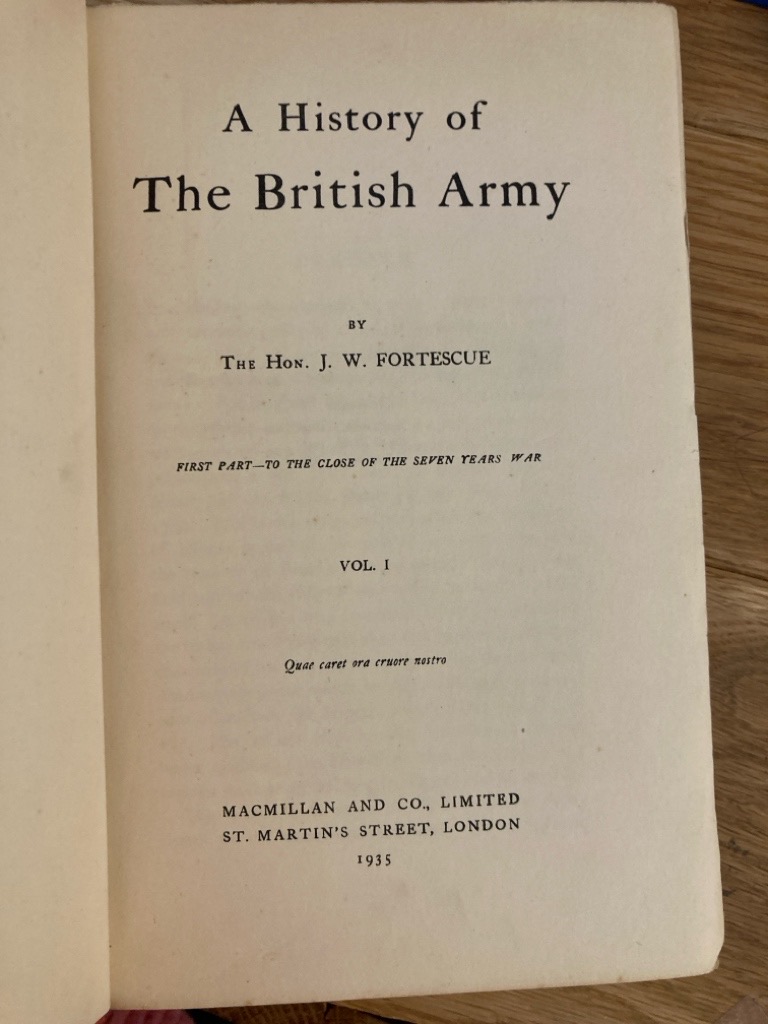 A History of
The British Army
BY
THE HON. J. W. FORTESCUE
FIRST PART—TO THE CLOSE OF THE SEVEN YEARS WAR
VOL. I
Quae caret ora cruore nostro
MACMILLAN AND CO., LIMITED
ST. MARTIN'S STREET, LONDON
1935